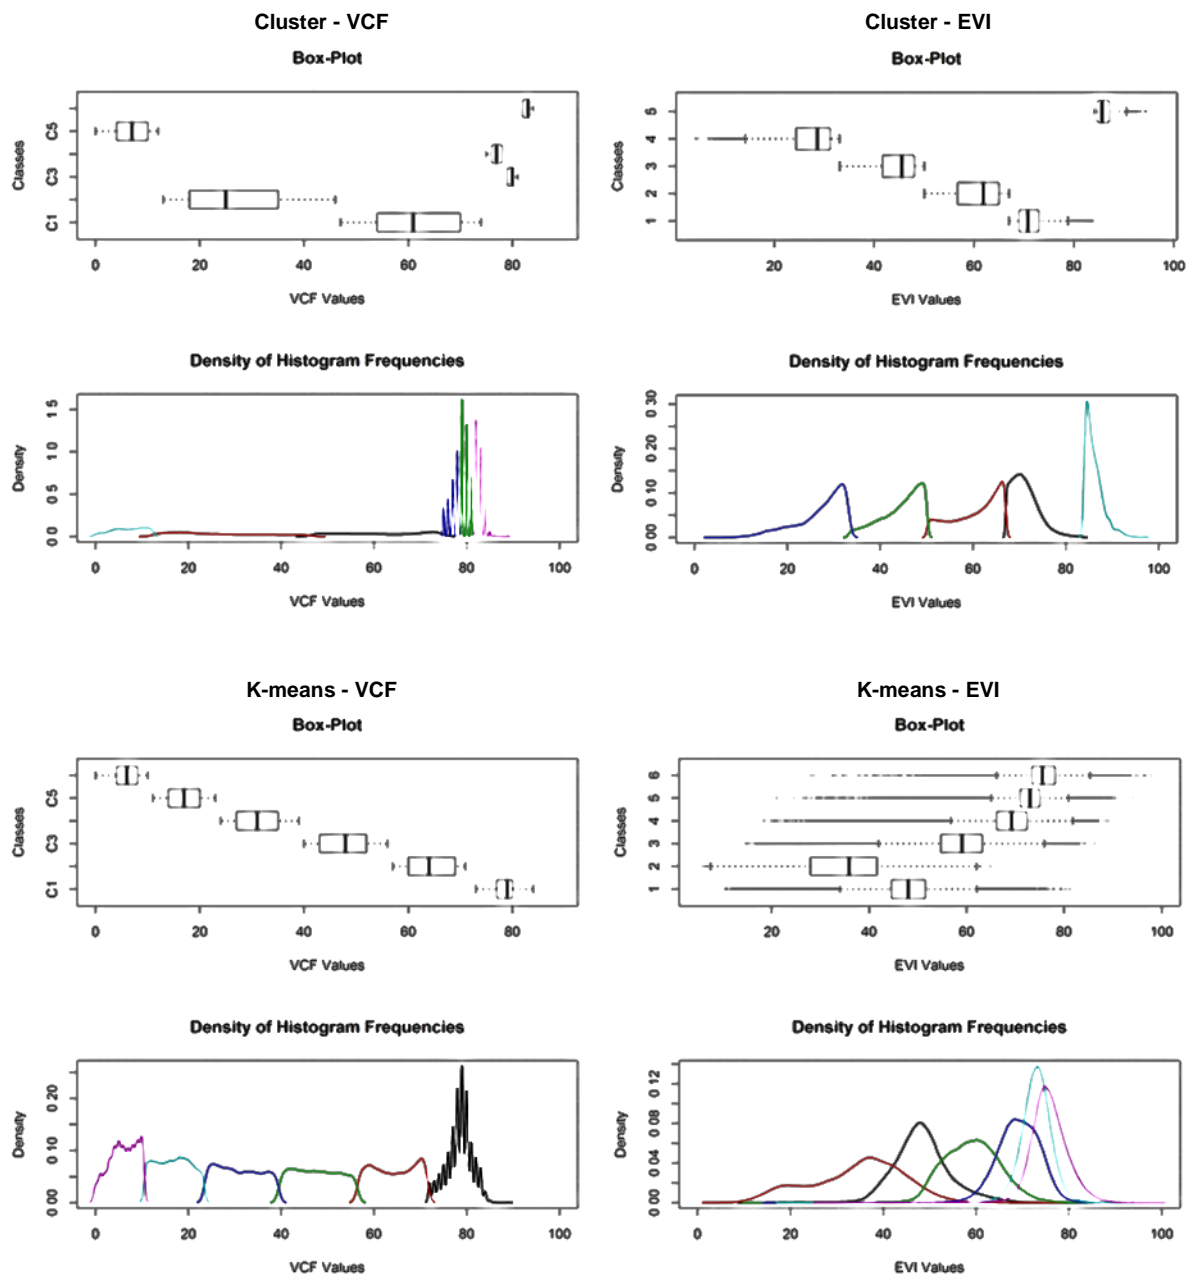 Cluster - VCF
Box-Plot
Classes
C5
C3
C1
0 20 40 60 80
VCF Values
Density of Histogram Frequencies
Density
1 5
1 0
0 5
0 0
0 20 40 60 80 100
VCF Values
Cluster - EVI
Box-Plot
Classes
5
4
3
2
1
20 40 60 80 100
EVI Values
Density of Histogram Frequencies
Density
0 30
0 20
0 10
0 00
0 20 40 60 80 100
EVI Values
K-means - VCF
Box-Plot
Classes
C5
C3
C1
0 20 40 60 80
VCF Values
Density of Histogram Frequencies
Density
0 20
0 10
0 00
0 20 40 60 80 100
VCF Values
K-means - EVI
Box-Plot
Classes
6
5
4
3
2
1
20 40 60 80 100
EVI Values
Density of Histogram Frequencies
Density
0 12
0 08
0 04
0 00
0 20 40 60 80 100
EVI Values